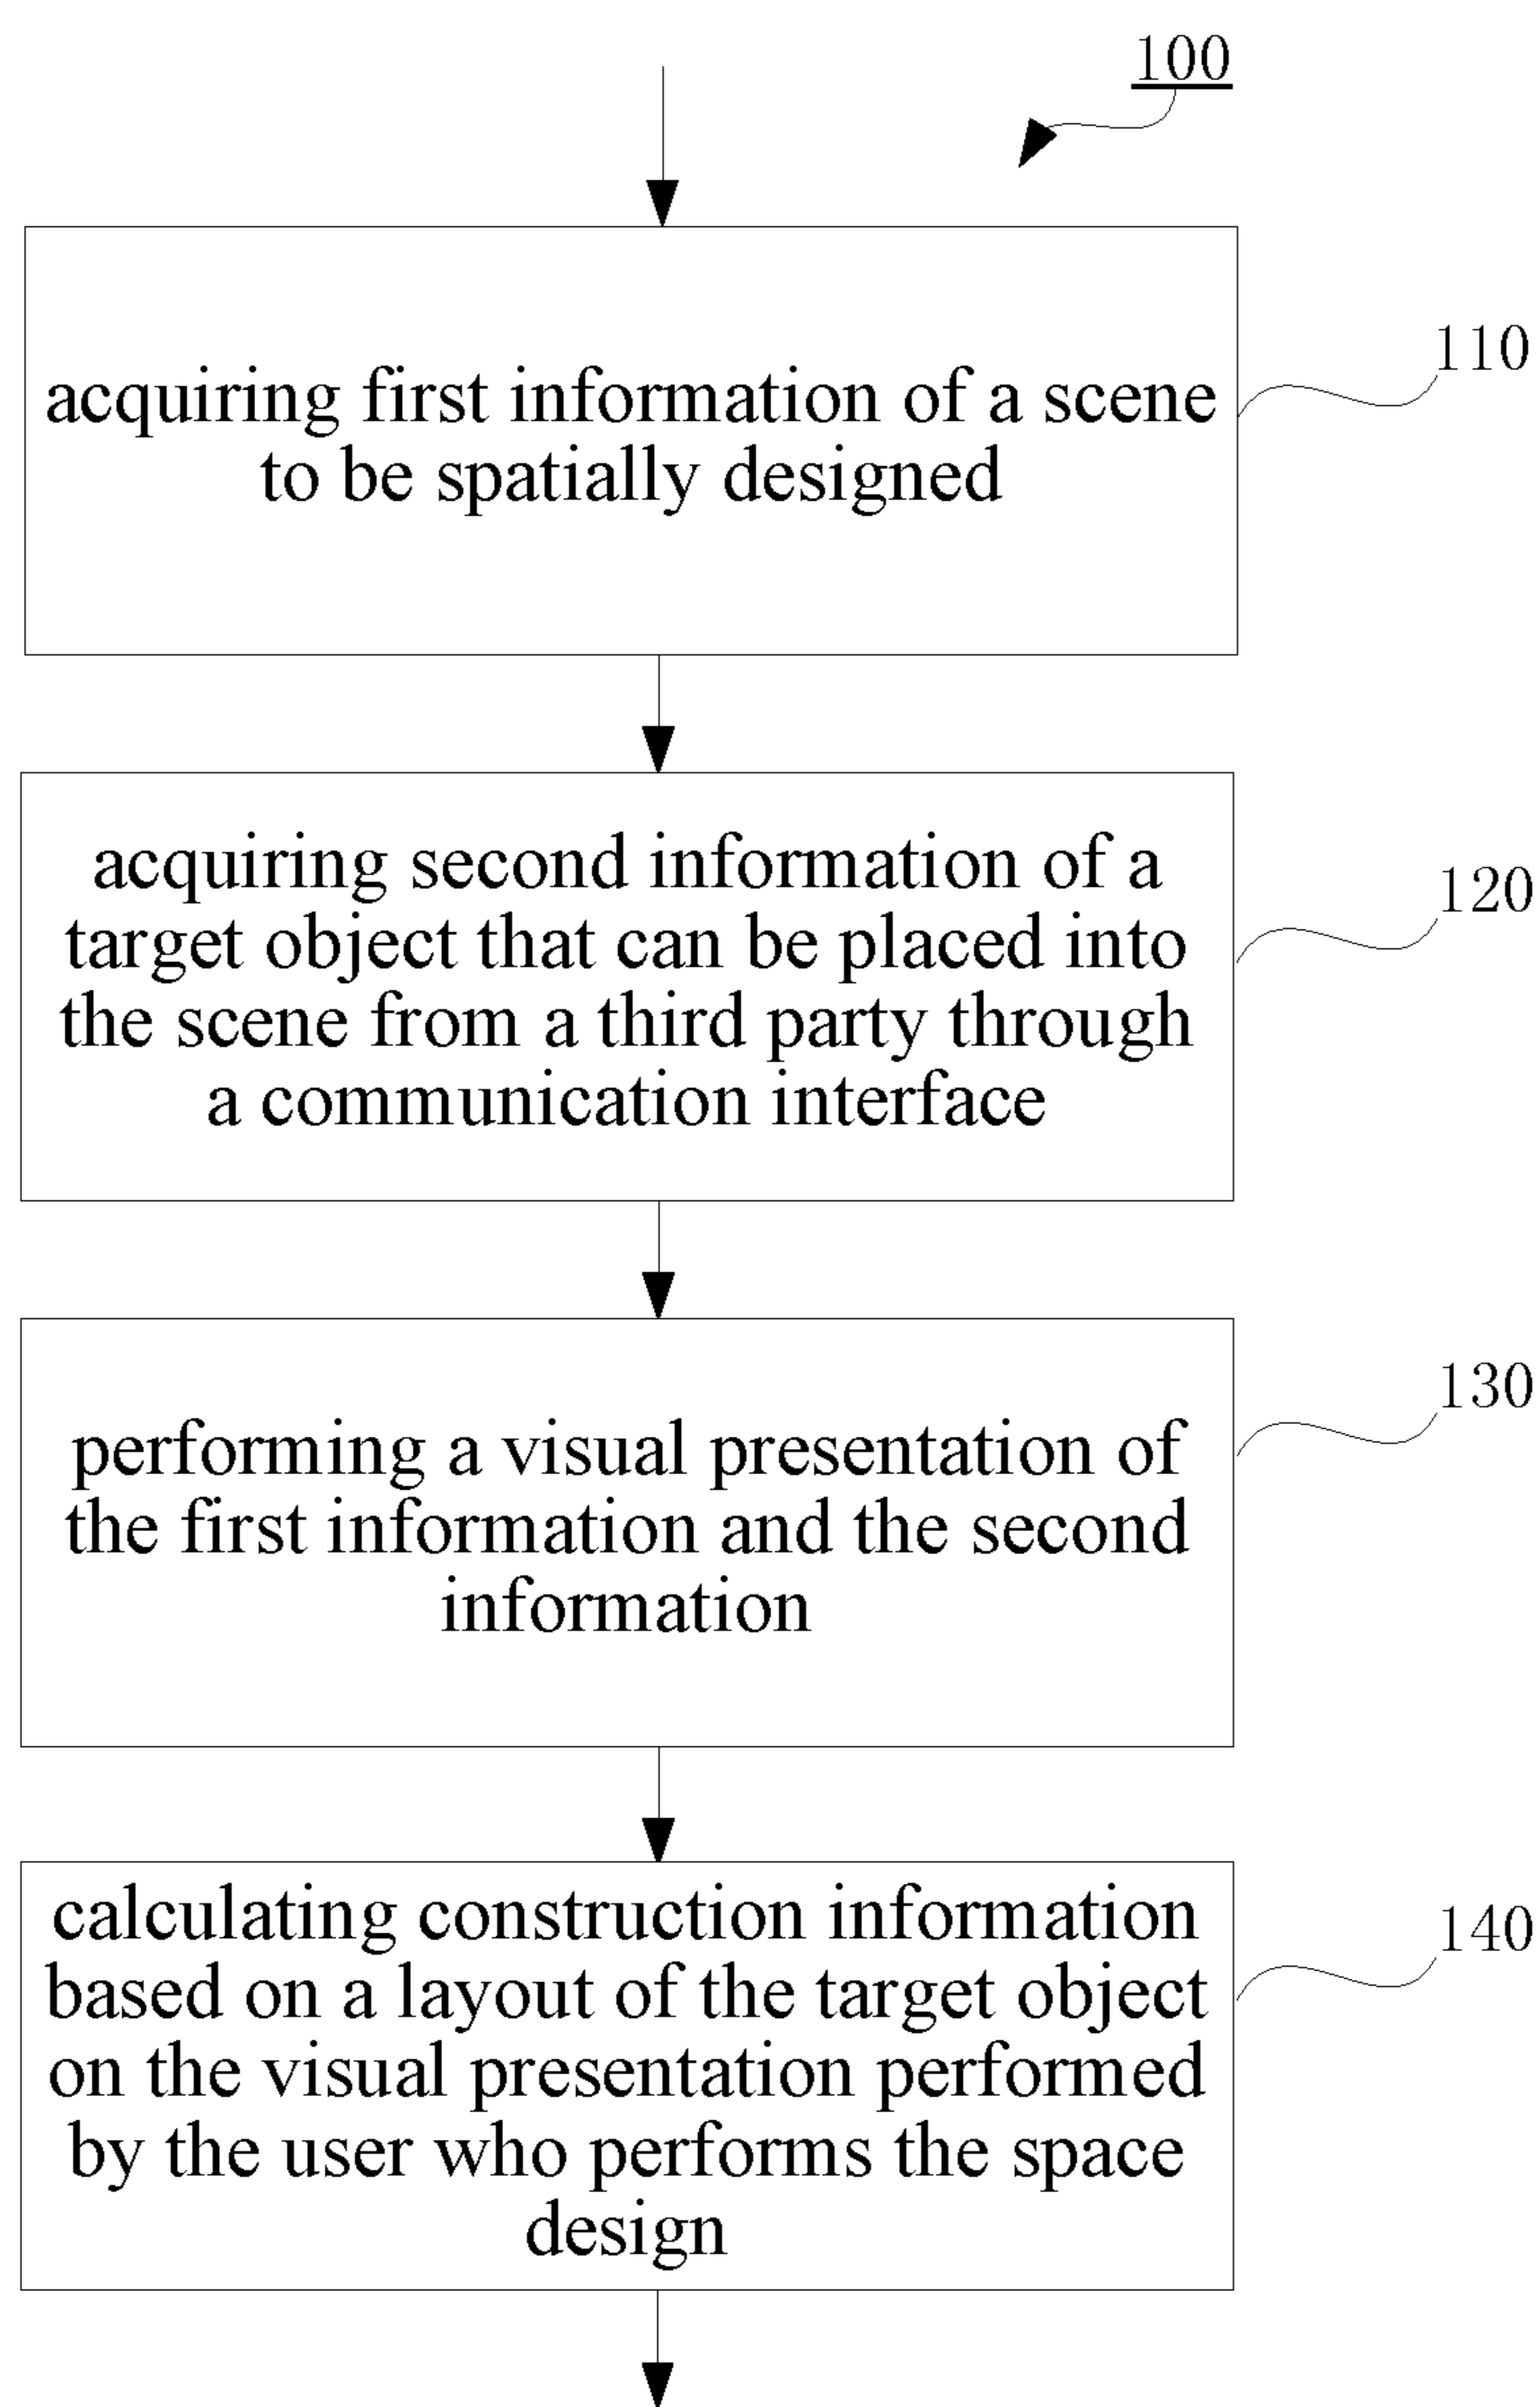 100
acquiring first information of a scene
to be spatially designed
110
acquiring second information of a
target object that can be placed into
the scene from a third party through
a communication interface
120
performing a visual presentation of
the first information and the second
information
130
calculating construction information
based on a layout of the target object
on the visual presentation performed
by the user who performs the space
design
140